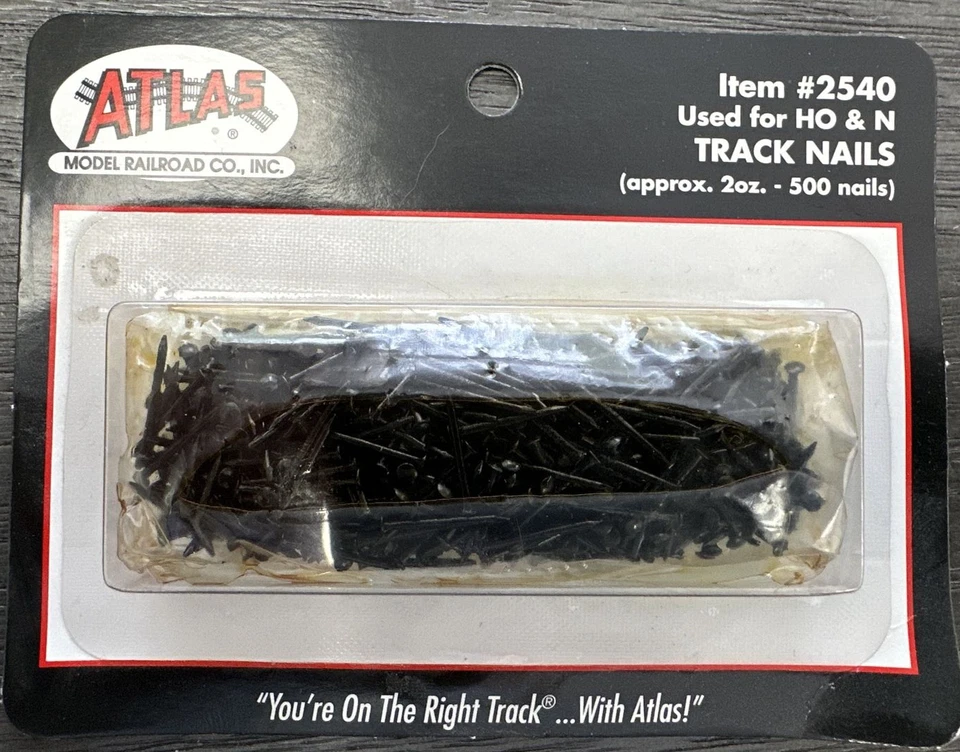 ATLAS®
MODEL RAILROAD CO., INC.
Item #2540
Used for HO & N
TRACK NAILS
(approx. 2oz. - 500 nails)
“You're On The Right Track®...With Atlas!”